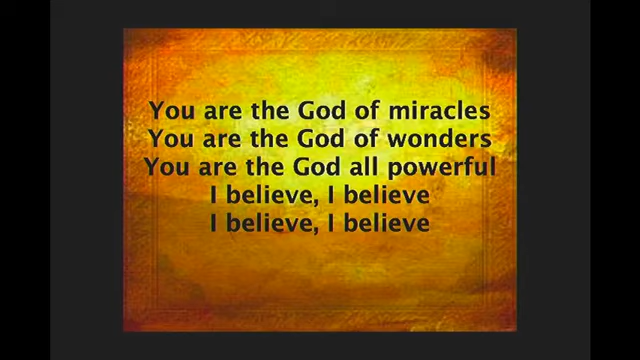 You are the God of miracles
You are the God of wonders
You are the God all powerful
I believe, I believe
I believe, I believe